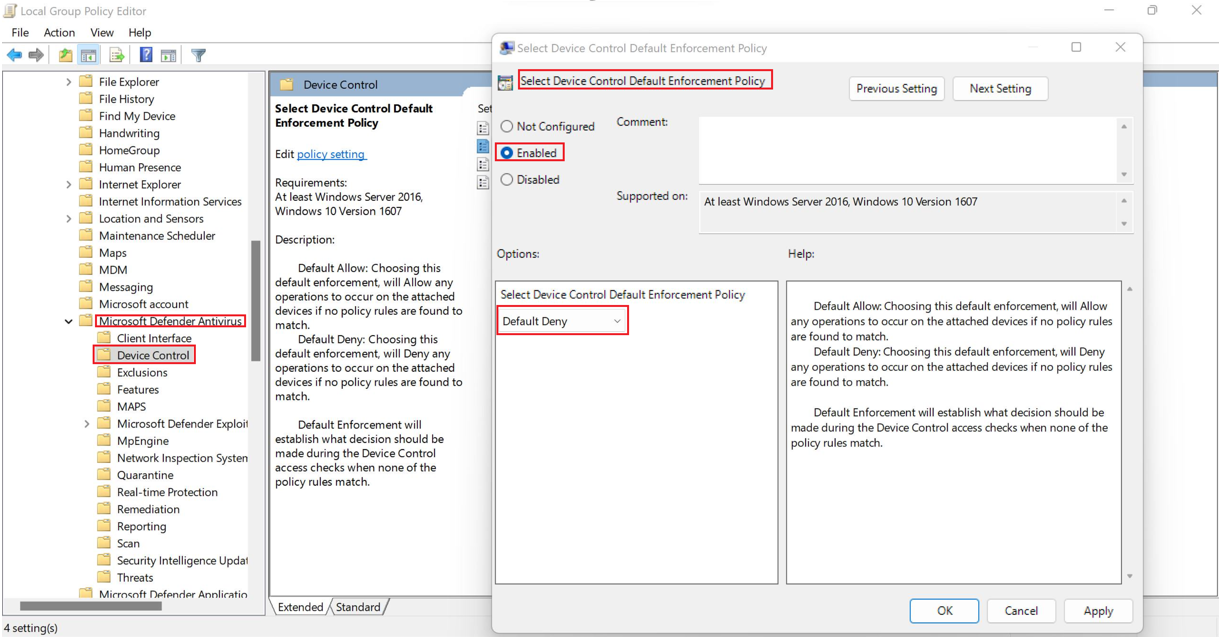 Local Group Policy Editor
File Action View Help
File Explorer
File History
Find My Device
Handwriting
HomeGroup
Human Presence
Internet Explorer
Internet Information Services
Location and Sensors
Maintenance Scheduler
Maps
MDM
Messaging
Microsoft account
Microsoft Defender Antivirus
Client Interface
Device Control
Exclusions
Features
MAPS
Microsoft Defender Exploit
MpEngine
Network Inspection System
Quarantine
Real-time Protection
Remediation
Reporting
Scan
Security Intelligence Updat
Threats
Microsoft Defender Applicatio
4 setting(s)
Device Control
Select Device Control Default
Enforcement Policy
Edit policy setting
Requirements:
At least Windows Server 2016,
Windows 10 Version 1607
Description:
Default Allow: Choosing this
default enforcement, will Allow any
operations to occur on the attached
devices if no policy rules are found to
match.
Default Deny: Choosing this
default enforcement, will Deny any
operations to occur on the attached
devices if no policy rules are found to
match.
Default Enforcement will
establish what decision should be
made during the Device Control
access checks when none of the
policy rules match.
Set
Extended Standard
Select Device Control Default Enforcement Policy
Select Device Control Default Enforcement Policy
Previous Setting Next Setting
Not Configured
Enabled
Disabled
Comment:
Supported on:
At least Windows Server 2016, Windows 10 Version 1607
Options:
Help:
Select Device Control Default Enforcement Policy
Default Deny
Default Allow: Choosing this default enforcement, will Allow
any operations to occur on the attached devices if no policy rules
are found to match.
Default Deny: Choosing this default enforcement, will Deny
any operations to occur on the attached devices if no policy rules
are found to match.
Default Enforcement will establish what decision should be
made during the Device Control access checks when none of the
policy rules match.
OK Cancel Apply